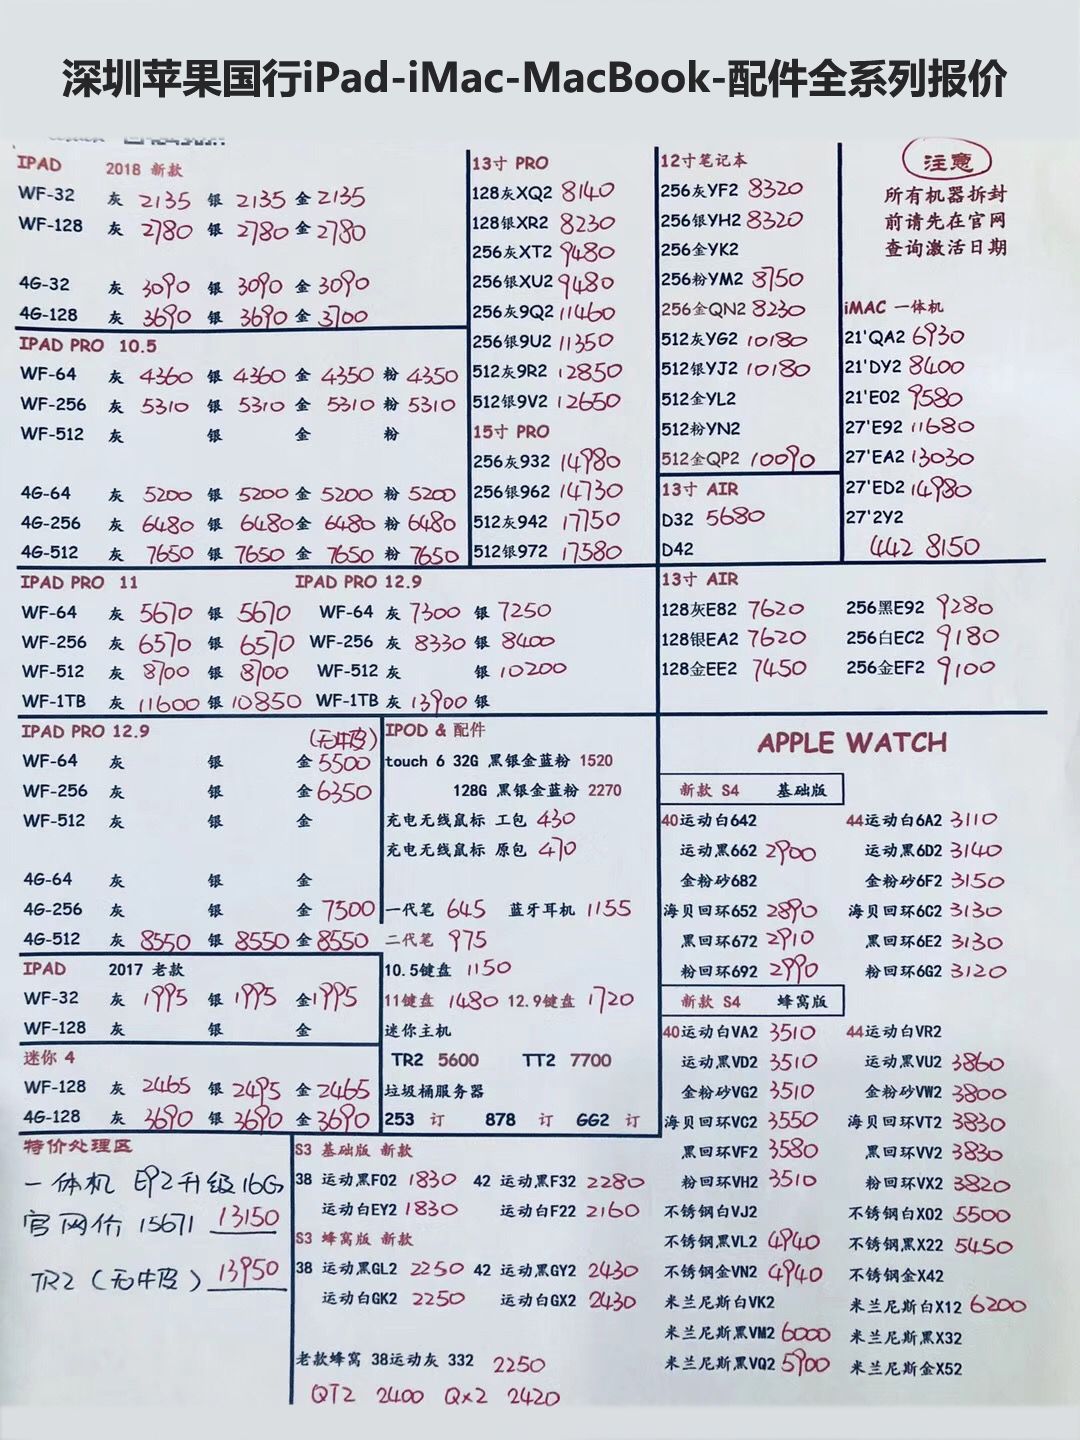 深圳苹果国行iPad-iMac-MacBook-配件全系列报价
IPAD 2018 新款
WF-32 灰 2135 银 2135 金 2135
WF-128 灰 2780 银 2780 金 2780
4G-32 灰 3090 银 3090 金 3090
4G-128 灰 3690 银 3690 金 3700
IPAD PRO 10.5
WF-64 灰 4360 银 4360 金 4350 粉 4350
WF-256 灰 5310 银 5310 金 5310 粉 5310
WF-512 灰 银 金 粉
4G-64 灰 5200 银 5200 金 5200 粉 5200
4G-256 灰 6480 银 6480 金 6480 粉 6480
4G-512 灰 7650 银 7650 金 7650 粉 7650
13寸 PRO
128灰XQ2 8140
128银XR2 8230
256灰XT2 9480
256银XU2 9480
256灰9Q2 11460
256银9U2 11350
512灰9R2 12850
512银9V2 12650
15寸 PRO
256灰932 14980
256银962 14730
512灰942 17750
512银972 17580
12寸笔记本
256灰YF2 8320
256银YH2 8320
256金YK2
256粉YM2 8750
256金QN2 8230
512灰YG2 10180
512银YJ2 10180
512金YL2
512粉YN2
512金QP2 10090
13寸 AIR
D32 5680
D42
注意
所有机器拆封
前请先在官网
查询激活日期
iMAC 一体机
21'QA2 6930
21'DY2 8400
21'E02 9580
27'E92 11680
27'EA2 13030
27'ED2 14980
27'2Y2
442 8150
IPAD PRO 11
WF-64 灰 5670 银 5670
WF-256 灰 6570 银 6570
WF-512 灰 8700 银 8700
WF-1TB 灰 11600 银 10850
IPAD PRO 12.9
WF-64 灰 7300 银 7250
WF-256 灰 8330 银 8400
WF-512 灰 银 10200
WF-1TB 灰 13900 银
13寸 AIR
128灰E82 7620 256黑E92 9280
128银EA2 7620 256白EC2 9180
128金EE2 7450 256金EF2 9100
IPAD PRO 12.9
(无牛皮)
WF-64 灰 银 金 5500
WF-256 灰 银 金 6350
WF-512 灰 银 金
4G-64 灰 银 金
4G-256 灰 银 金 7500
4G-512 灰 8550 银 8550 金 8550
IPAD 2017 老款
WF-32 灰 1995 银 1995 金 1995
WF-128 灰 银 金
迷你 4
WF-128 灰 2465 银 2495 金 2465
4G-128 灰 3690 银 3690 金 3690
IPOD & 配件
touch 6 32G 黑银金蓝粉 1520
128G 黑银金蓝粉 2270
充电无线鼠标 工包 430
充电无线鼠标 原包 470
一代笔 645 蓝牙耳机 1155
二代笔 975
10.5键盘 1150
11键盘 1480 12.9键盘 1720
迷你主机
TR2 5600 TT2 7700
垃圾桶服务器
253 订 878 订 GG2 订
APPLE WATCH
新款 S4 基础版
40运动白642 44运动白6A2 3110
运动黑662 2900 运动黑6D2 3140
金粉砂682 金粉砂6F2 3150
海贝回环652 2890 海贝回环6C2 3130
黑回环672 2910 黑回环6E2 3130
粉回环692 2990 粉回环6G2 3120
新款 S4 蜂窝版
40运动白VA2 3510 44运动白VR2
运动黑VD2 3510 运动黑VU2 3860
金粉砂VG2 3510 金粉砂VW2 3800
海贝回环VC2 3550 海贝回环VT2 3830
黑回环VF2 3580 黑回环VV2 3830
粉回环VH2 3510 粉回环VX2 3820
不锈钢白VJ2 不锈钢白X02 5500
不锈钢黑VL2 4940 不锈钢黑X22 5450
不锈钢金VN2 4940 不锈钢金X42
米兰尼斯白VK2 米兰尼斯白X12 6200
米兰尼斯黑VM2 6000 米兰尼斯黑X32
米兰尼斯黑VQ2 5900 米兰尼斯金X52
特价处理区
一体机 E92升级16G
官网价 15671 13150
TR2 (无牛皮) 13950
S3 基础版 新款
38 运动黑F02 1830 42 运动黑F32 2280
运动白EY2 1830 运动白F22 2160
S3 蜂窝版 新款
38 运动黑GL2 2250 42 运动黑GY2 2430
运动白GK2 2250 运动白GX2 2430
老款蜂窝 38运动灰 332 2250
QT2 2400 QX2 2420